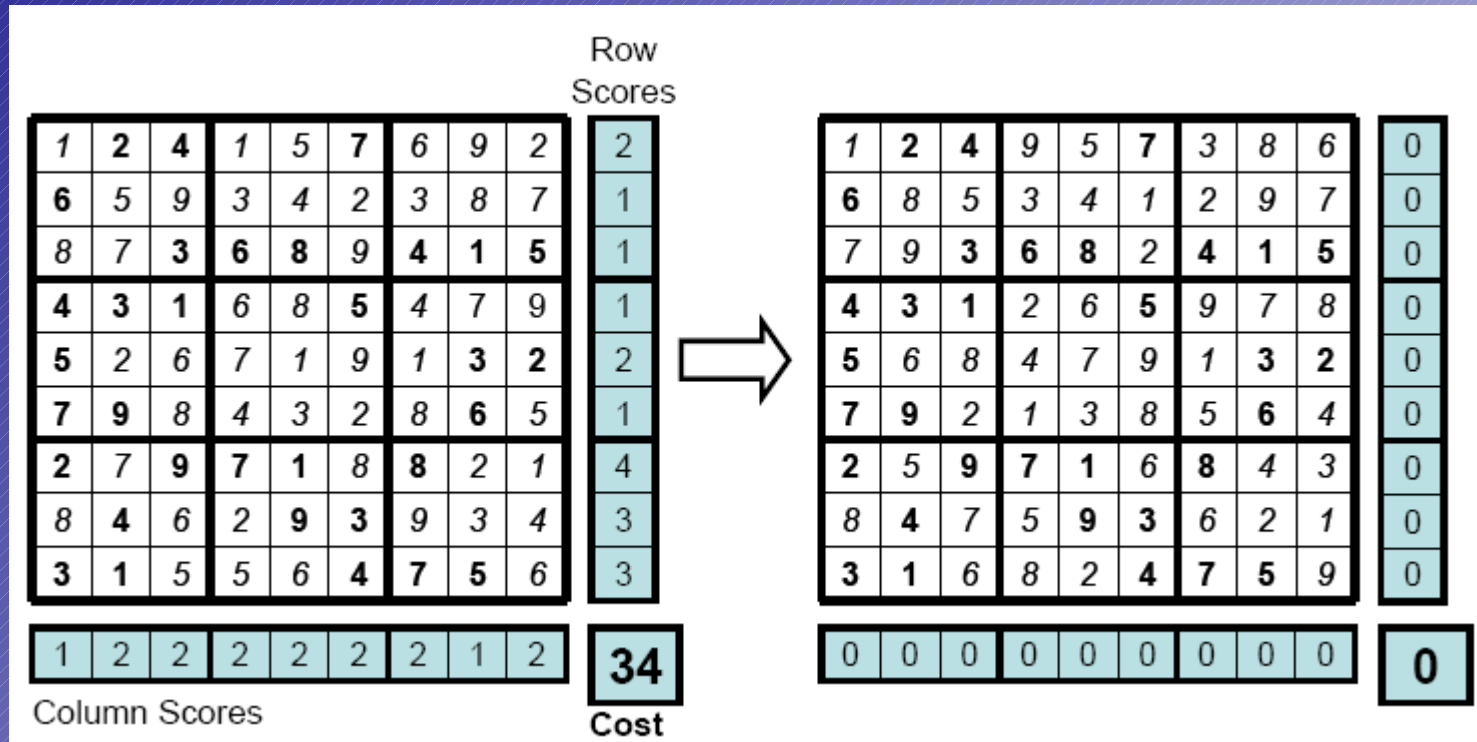 Row
Scores
1 2 4 1 5 7 6 9 2 2 1 2 4 9 5 7 3 8 6 0
6 5 9 3 4 2 3 8 7 1 6 8 5 3 4 1 2 9 7 0
8 7 3 6 8 9 4 1 5 1 7 9 3 6 8 2 4 1 5 0
4 3 1 6 8 5 4 7 9 1 4 3 1 2 6 5 9 7 8 0
5 2 6 7 1 9 1 3 2 2 5 6 8 4 7 9 1 3 2 0
7 9 8 4 3 2 8 6 5 1 7 9 2 1 3 8 5 6 4 0
2 7 9 7 1 8 8 2 1 4 2 5 9 7 1 6 8 4 3 0
8 4 6 2 9 3 9 3 4 3 8 4 7 5 9 3 6 2 1 0
3 1 5 5 6 4 7 5 6 3 3 1 6 8 2 4 7 5 9 0
1 2 2 2 2 2 2 1 2 34 0 0 0 0 0 0 0 0 0 0
Column Scores
Cost